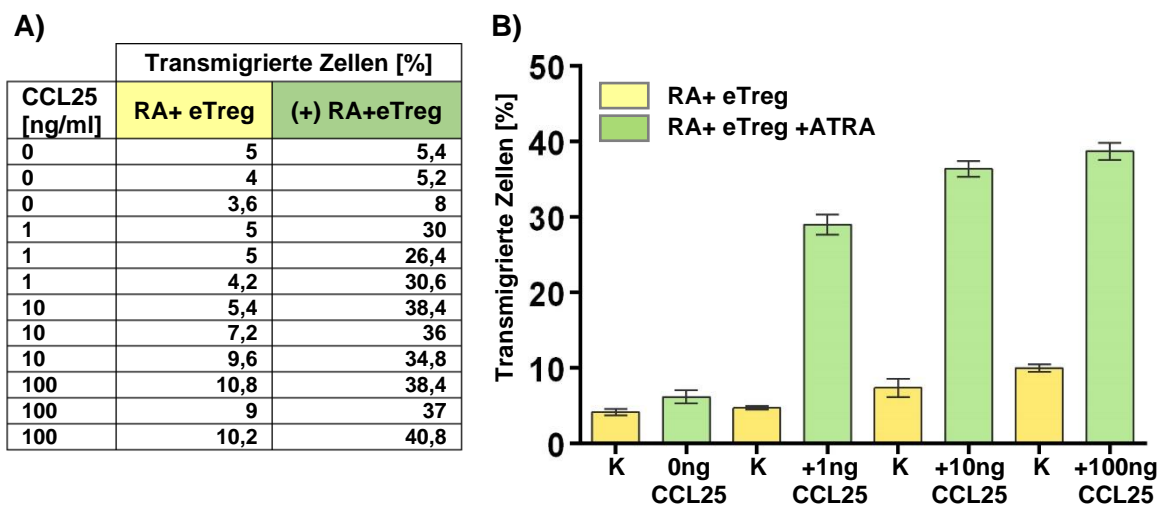 A)
Transmigrierte Zellen [%]
CCL25 [ng/ml] RA+ eTreg (+) RA+eTreg
0 5 5,4
0 4 5,2
0 3,6 8
1 5 30
1 5 26,4
1 4,2 30,6
10 5,4 38,4
10 7,2 36
10 9,6 34,8
100 10,8 38,4
100 9 37
100 10,2 40,8
B)
Transmigrierte Zellen [%]
50
40
30
20
10
0
RA+ eTreg
RA+ eTreg +ATRA
K 0ng K +1ng K +10ng K +100ng
CCL25 CCL25 CCL25 CCL25